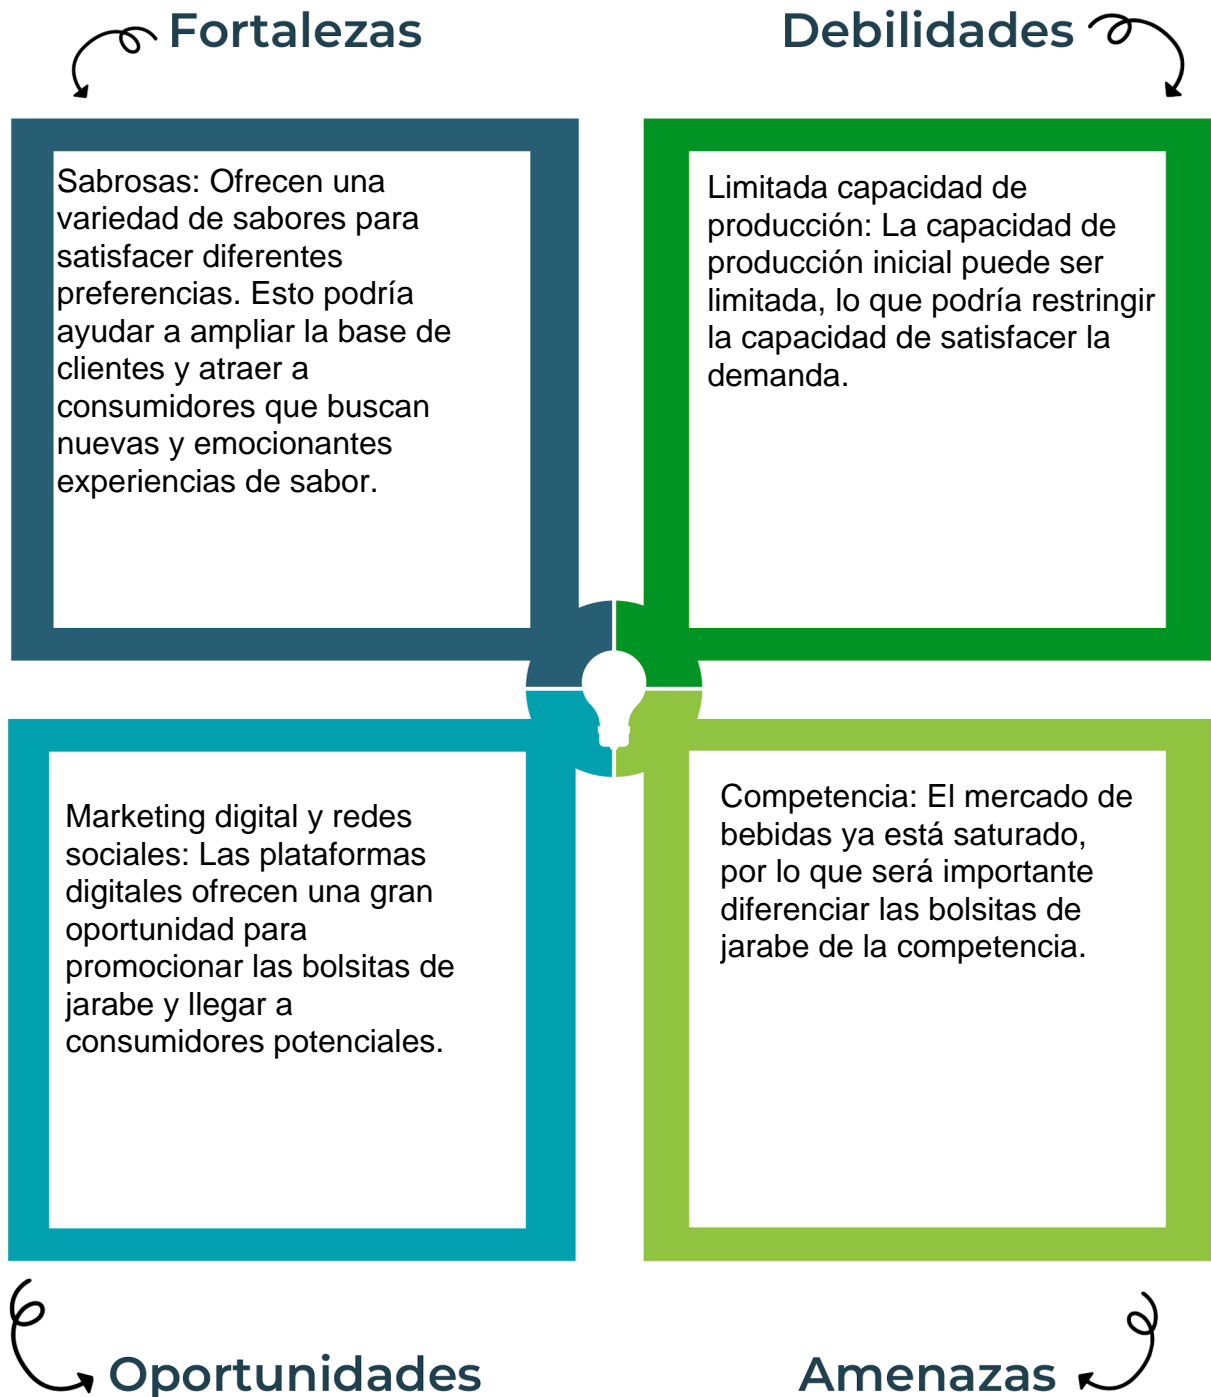 Fortalezas
Sabrosas: Ofrecen una
variedad de sabores para
satisfacer diferentes
preferencias. Esto podría
ayudar a ampliar la base de
clientes y atraer a
consumidores que buscan
nuevas y emocionantes
experiencias de sabor.
Debilidades
Limitada capacidad de
producción: La capacidad de
producción inicial puede ser
limitada, lo que podría restringir
la capacidad de satisfacer la
demanda.
Marketing digital y redes
sociales: Las plataformas
digitales ofrecen una gran
oportunidad para
promocionar las bolsitas de
jarabe y llegar a
consumidores potenciales.
Oportunidades
Competencia: El mercado de
bebidas ya está saturado,
por lo que será importante
diferenciar las bolsitas de
jarabe de la competencia.
Amenazas